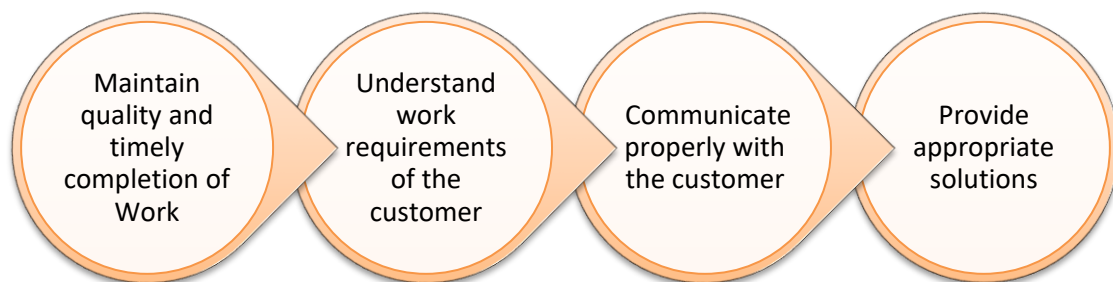 Maintain
quality and
timely
completion of
Work
Understand
work
requirements
of the
customer
Communicate
properly with
the customer
Provide
appropriate
solutions